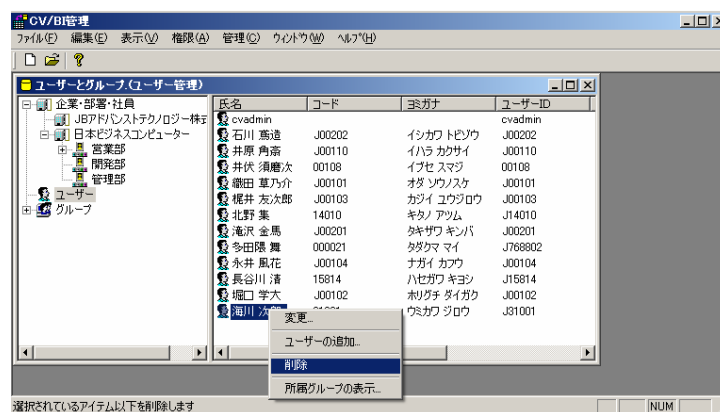 CV/BI管理
ファイル(F) 編集(E) 表示(V) 権限(A) 管理(C) ウィンドウ(W) ヘルプ(H)
ユーザーとグループ.(ユーザー管理)
企業・部署・社員
JBアドバンストテクノロジー株式
日本ビジネスコンピューター
営業部
開発部
管理部
ユーザー
グループ
氏名 コード ヨミガナ ユーザーID
cvadmin cvadmin
石川 鳶造 J00202 イシカワ トビゾウ J00202
井原 角斎 J00110 イハラ カクサイ J00110
井伏 須磨次 00108 イブセ スマジ 00108
織田 草乃介 J00101 オダ ソウノスケ J00101
梶井 友次郎 J00103 カジイ ユウジロウ J00103
北野 集 14010 キタノ アツム J14010
滝沢 金馬 J00201 タキザワ キンバ J00201
多田隈 舞 000021 タダクマ マイ J768802
永井 風花 J00104 ナガイ カフウ J00104
長谷川 清 15814 ハセガワ キヨシ J15814
堀口 学大 J00102 ホリグチ ダイガク J00102
海川 次郎 31001 ウミカワ ジロウ J31001
変更...
ユーザーの追加...
削除
所属グループの表示...
選択されているアイテム以下を削除します
NUM